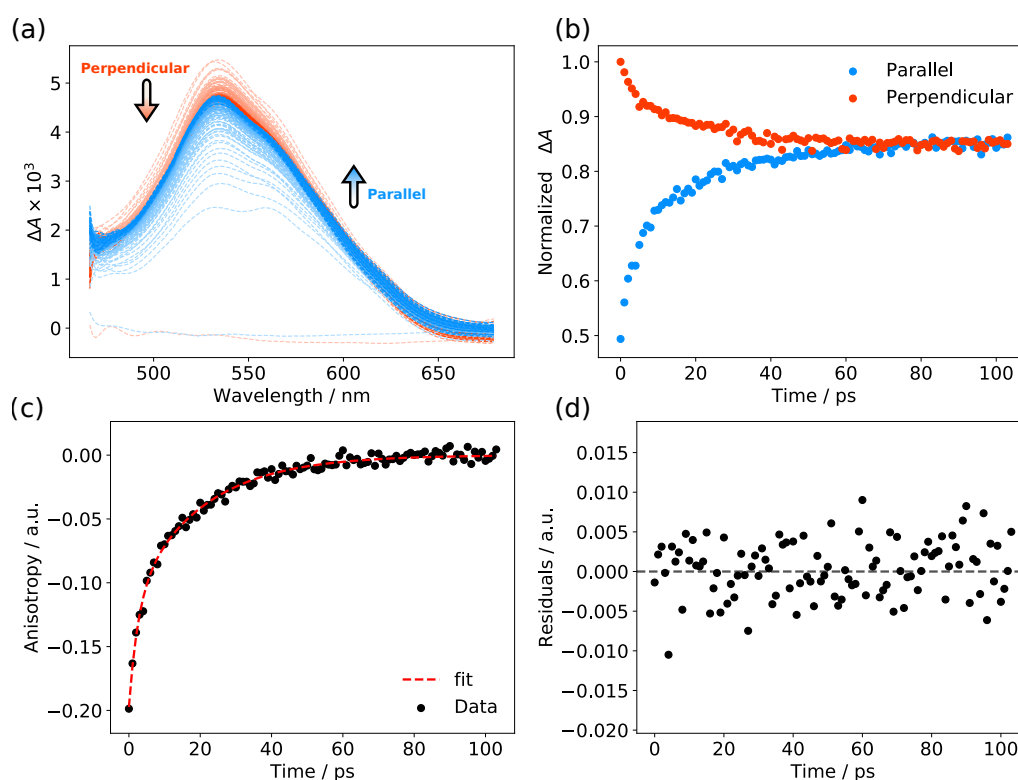 (a)
Perpendicular
Parallel
ΔA × 10³
5
4
3
2
1
0
500
550
600
650
Wavelength / nm
(b)
Parallel
Perpendicular
Normalized ΔA
1.0
0.9
0.8
0.7
0.6
0.5
0
20
40
60
80
100
Time / ps
(c)
Anisotropy / a.u.
0.00
−0.05
−0.10
−0.15
−0.20
fit
Data
0
20
40
60
80
100
Time / ps
(d)
Residuals / a.u.
0.015
0.010
0.005
0.000
−0.005
−0.010
−0.015
−0.020
0
20
40
60
80
100
Time / ps